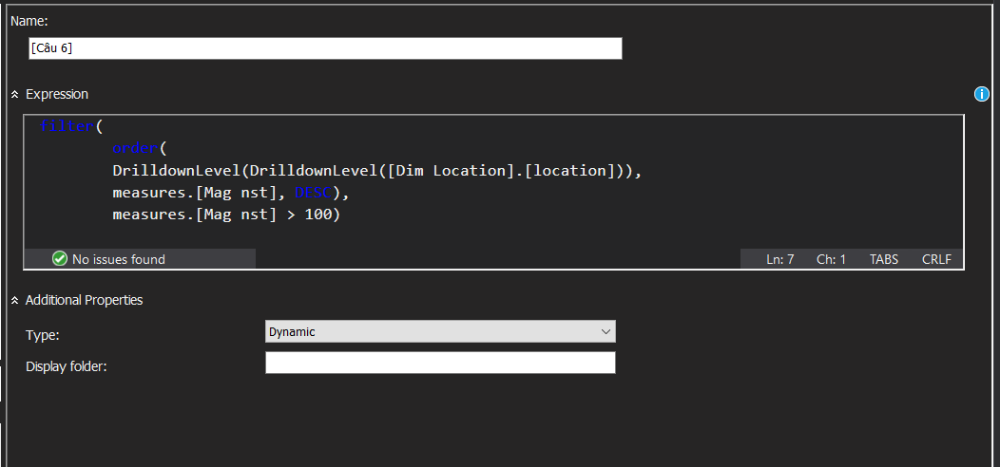 Name:
[Câu 6]
Expression
filter(
order(
DrilldownLevel(DrilldownLevel([Dim Location].[location])),
measures.[Mag nst], DESC),
measures.[Mag nst] > 100)
No issues found
Ln: 7 Ch: 1 TABS CRLF
Additional Properties
Type:
Dynamic
Display folder: